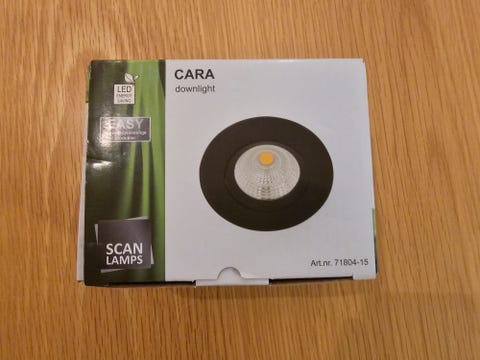 CARA
downlight
LED
ENERGY
SAVING
EASY
SCAN
LAMPS
Art.nr. 71804-15